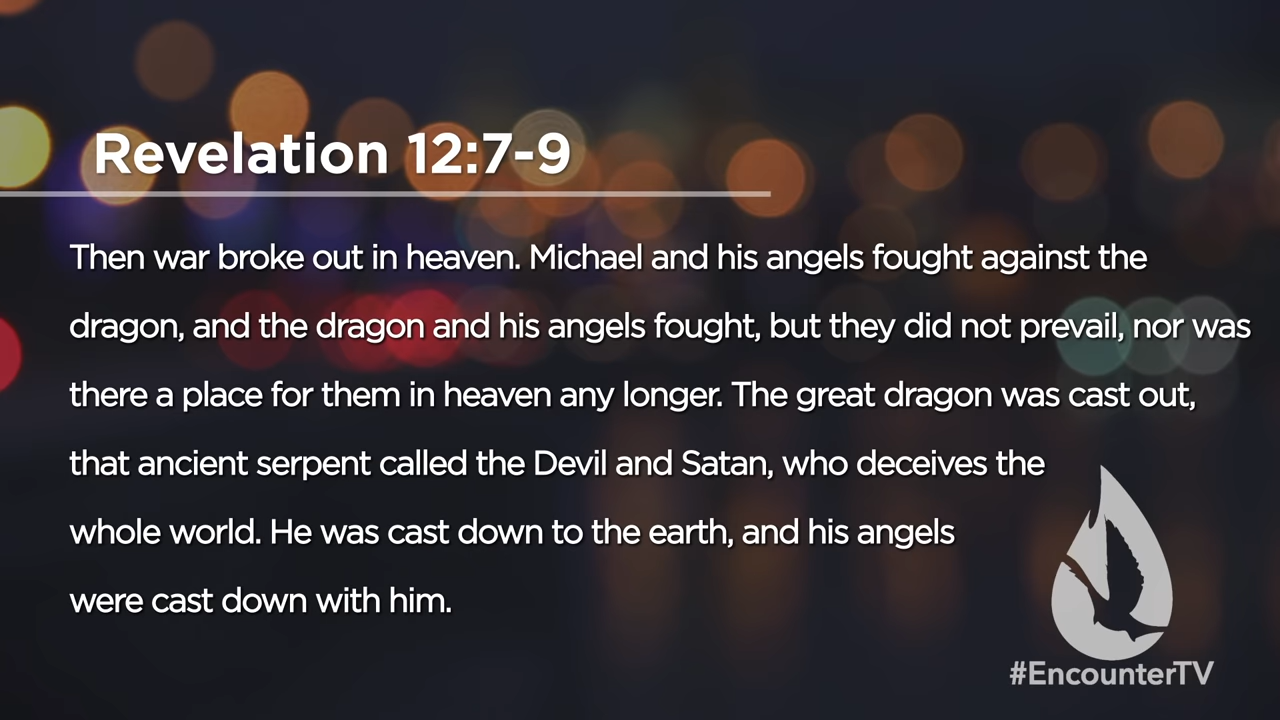 Revelation 12:7-9
Then war broke out in heaven. Michael and his angels fought against the
dragon, and the dragon and his angels fought, but they did not prevail, nor was
there a place for them in heaven any longer. The great dragon was cast out,
that ancient serpent called the Devil and Satan, who deceives the
whole world. He was cast down to the earth, and his angels
were cast down with him.
#EncounterTV